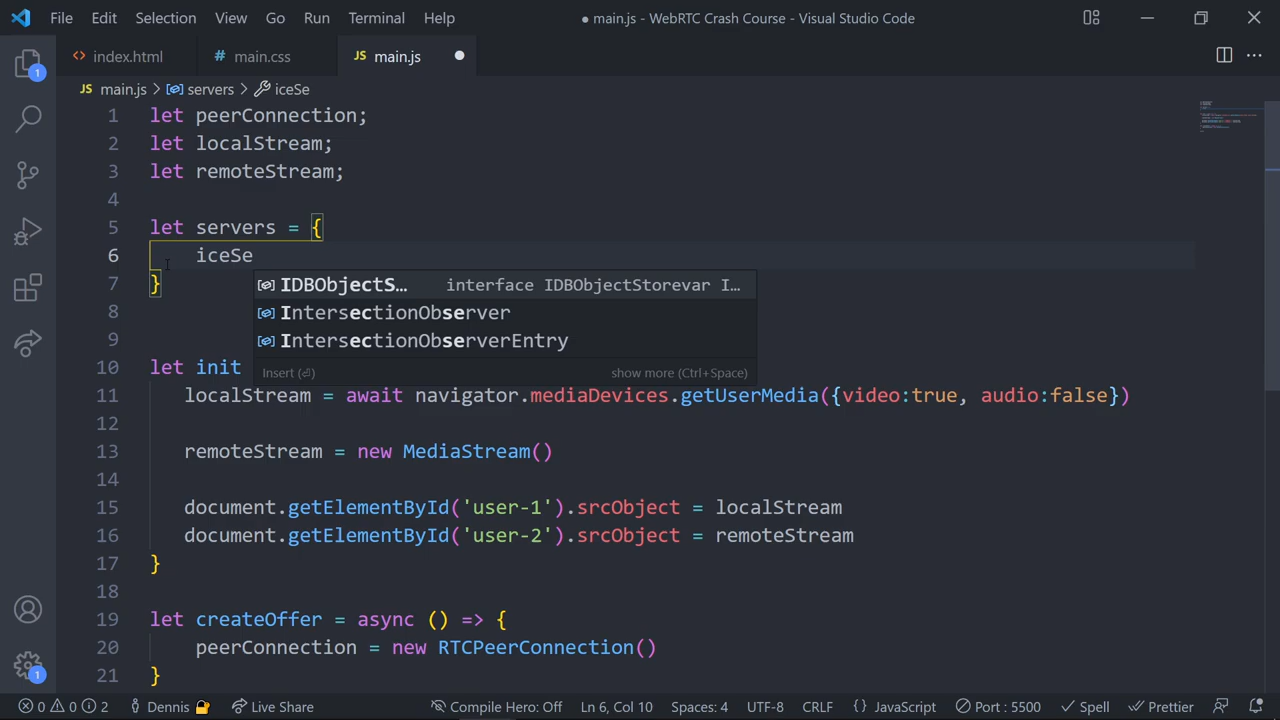 File Edit Selection View Go Run Terminal Help ● main.js - WebRTC Crash Course - Visual Studio Code
index.html # main.css JS main.js
JS main.js > servers > iceSe
1 let peerConnection;
2 let localStream;
3 let remoteStream;
4
5 let servers = {
6 iceSe
IDBObjectS… interface IDBObjectStorevar I…
7 }
8 IntersectionObserver
9 IntersectionObserverEntry
Insert (⏎) show more (Ctrl+Space)
10 let init
11 localStream = await navigator.mediaDevices.getUserMedia({video:true, audio:false})
12
13 remoteStream = new MediaStream()
14
15 document.getElementById('user-1').srcObject = localStream
16 document.getElementById('user-2').srcObject = remoteStream
17 }
18
19 let createOffer = async () => {
20 peerConnection = new RTCPeerConnection()
21 }
1
1
0 0 2 Dennis Live Share Compile Hero: Off Ln 6, Col 10 Spaces: 4 UTF-8 CRLF {} JavaScript Port : 5500 Spell Prettier